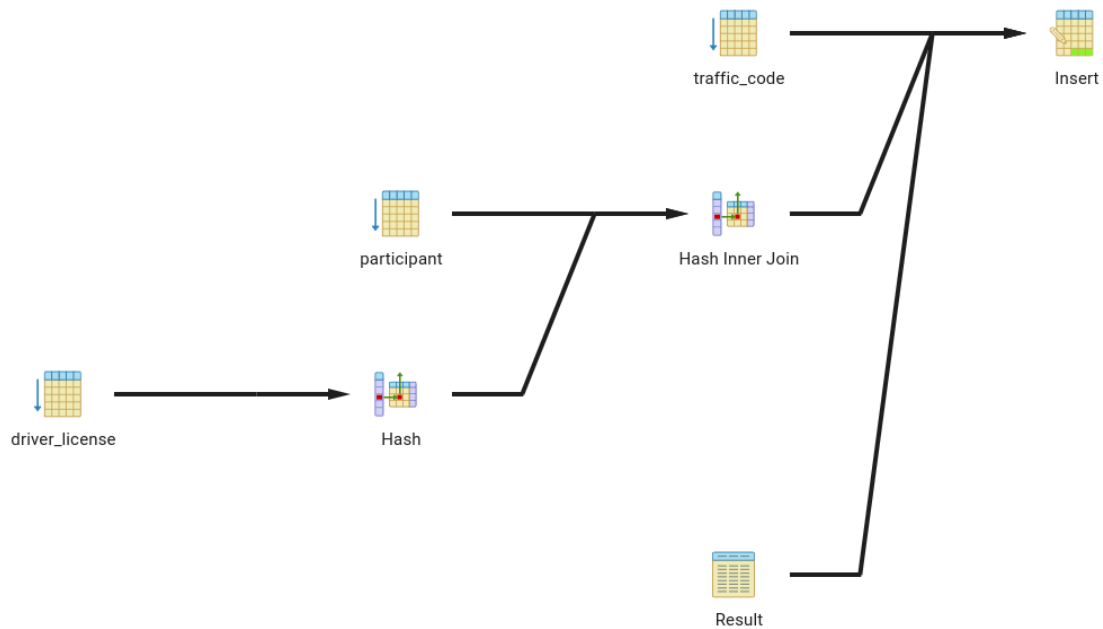 traffic_code
Insert
participant
Hash Inner Join
driver_license
Hash
Result